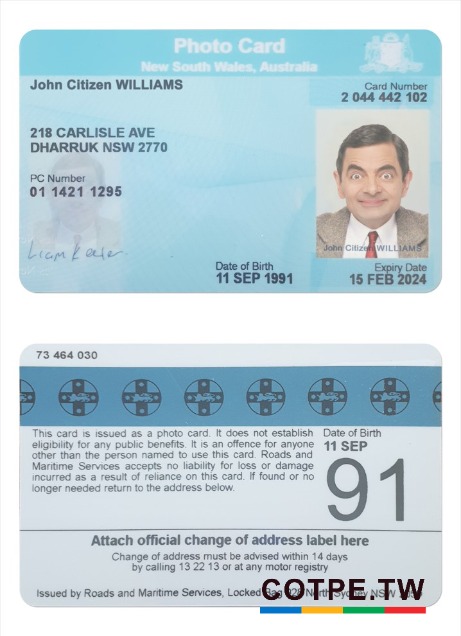 Photo Card
New South Wales, Australia
John Citizen WILLIAMS
Card Number
2 044 442 102
218 CARLISLE AVE
DHARRUK NSW 2770
PC Number
01 1421 1295
John Citizen WILLIAMS
Date of Birth
11 SEP 1991
Expiry Date
15 FEB 2024
73 464 030
This card is issued as a photo card. It does not establish
eligibility for any public benefits. It is an offence for anyone
other than the person named to use this card. Roads and
Maritime Services accepts no liability for loss or damage
incurred as a result of reliance on this card. If found or no
longer needed return to the address below.
Date of Birth
11 SEP
91
Attach official change of address label here
Change of address must be advised within 14 days
by calling 13 22 13 or at any motor registry
Issued by Roads and Maritime Services, Locked Bag 928 North Sydney NSW
COTPE.TW